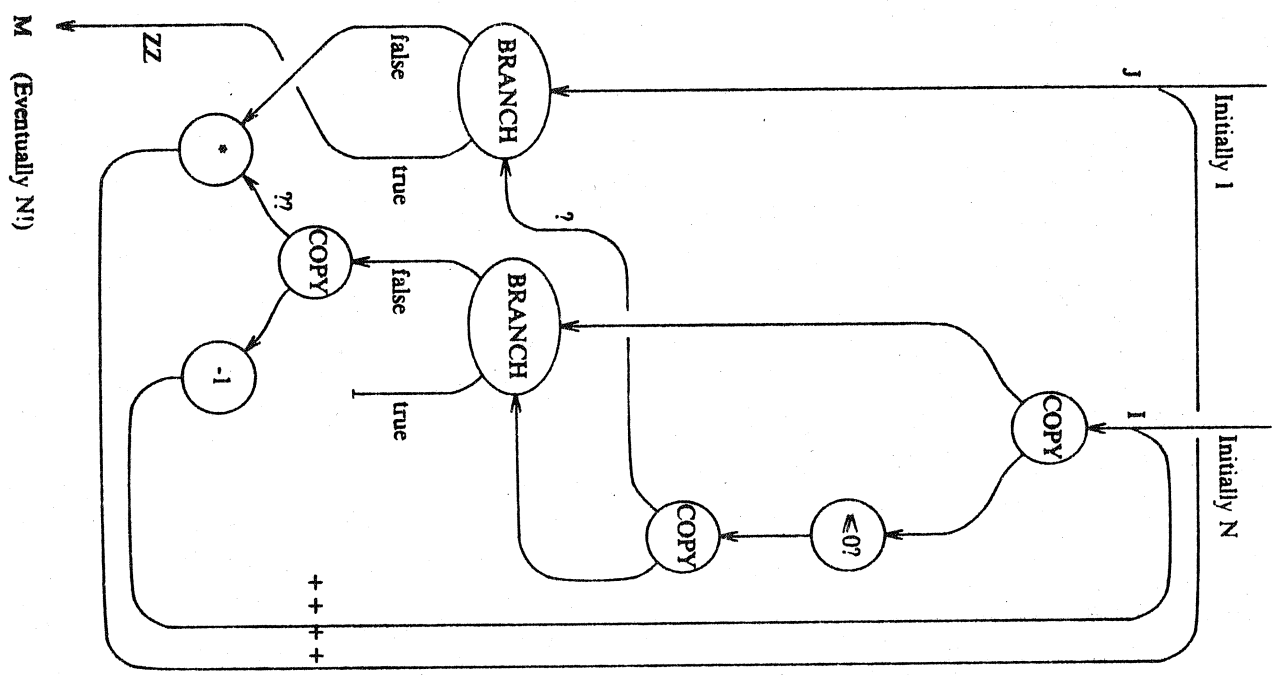 Initially 1
Initially N
J
I
COPY
≤0?
COPY
?
BRANCH
BRANCH
false
true
false
true
COPY
+ + + +
??
*
-1
ZZ
M (Eventually N!)